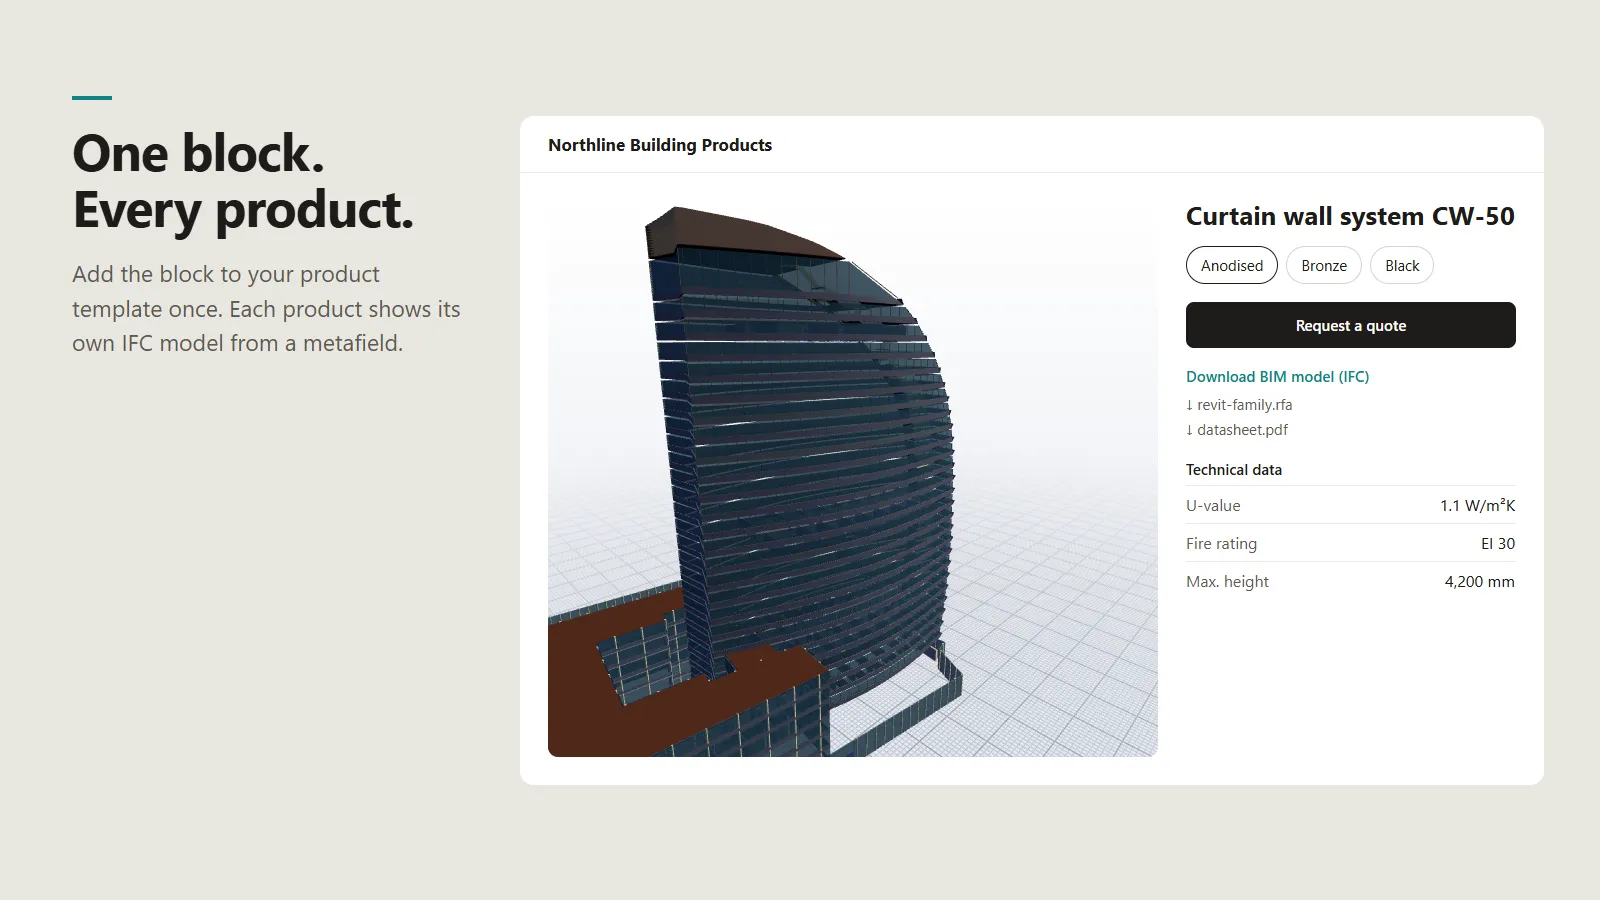 One block.
Every product.
Add the block to your product
template once. Each product shows its
own IFC model from a metafield.
Northline Building Products
Curtain wall system CW-50
Anodised
Bronze
Black
Request a quote
Download BIM model (IFC)
↓ revit-family.rfa
↓ datasheet.pdf
Technical data
U-value 1.1 W/m²K
Fire rating EI 30
Max. height 4,200 mm